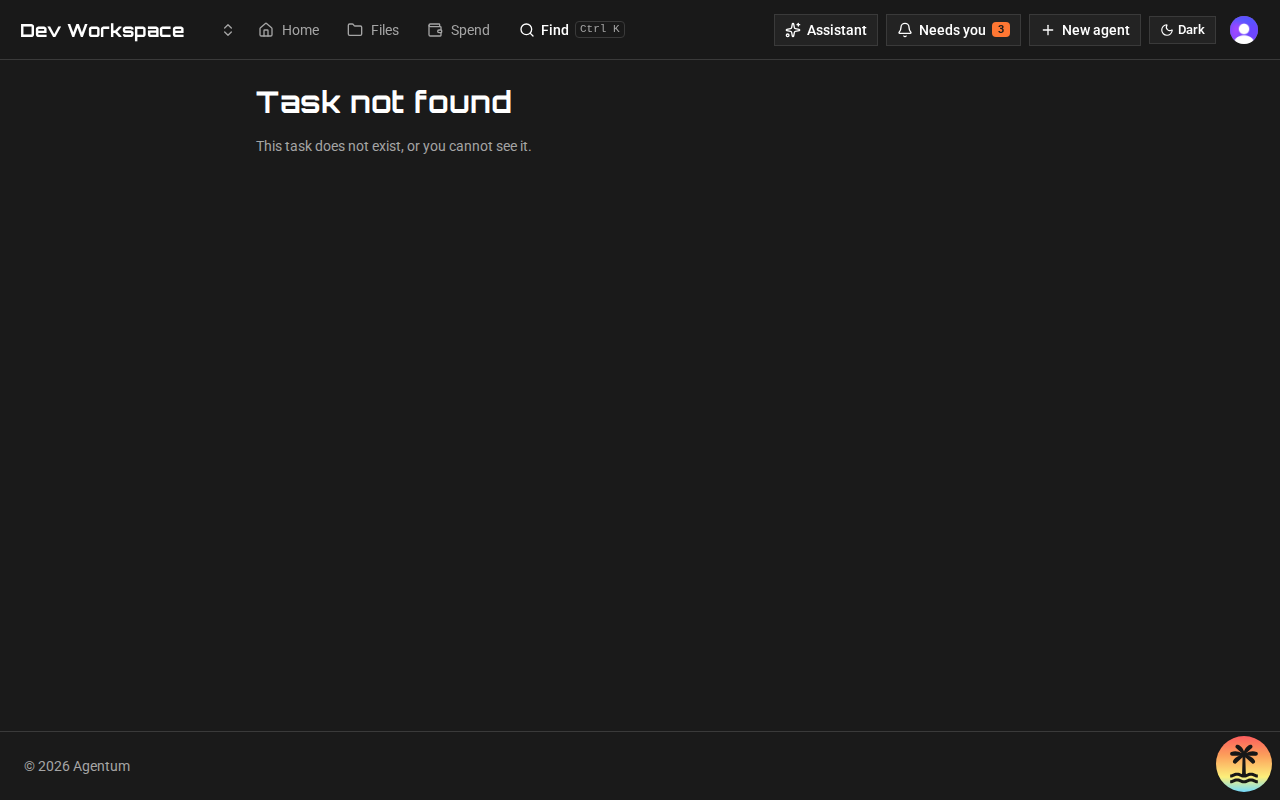 Dev Workspace
Home
Files
Spend
Find Ctrl K
Assistant
Needs you 3
New agent
Dark
Task not found
This task does not exist, or you cannot see it.
© 2026 Agentum